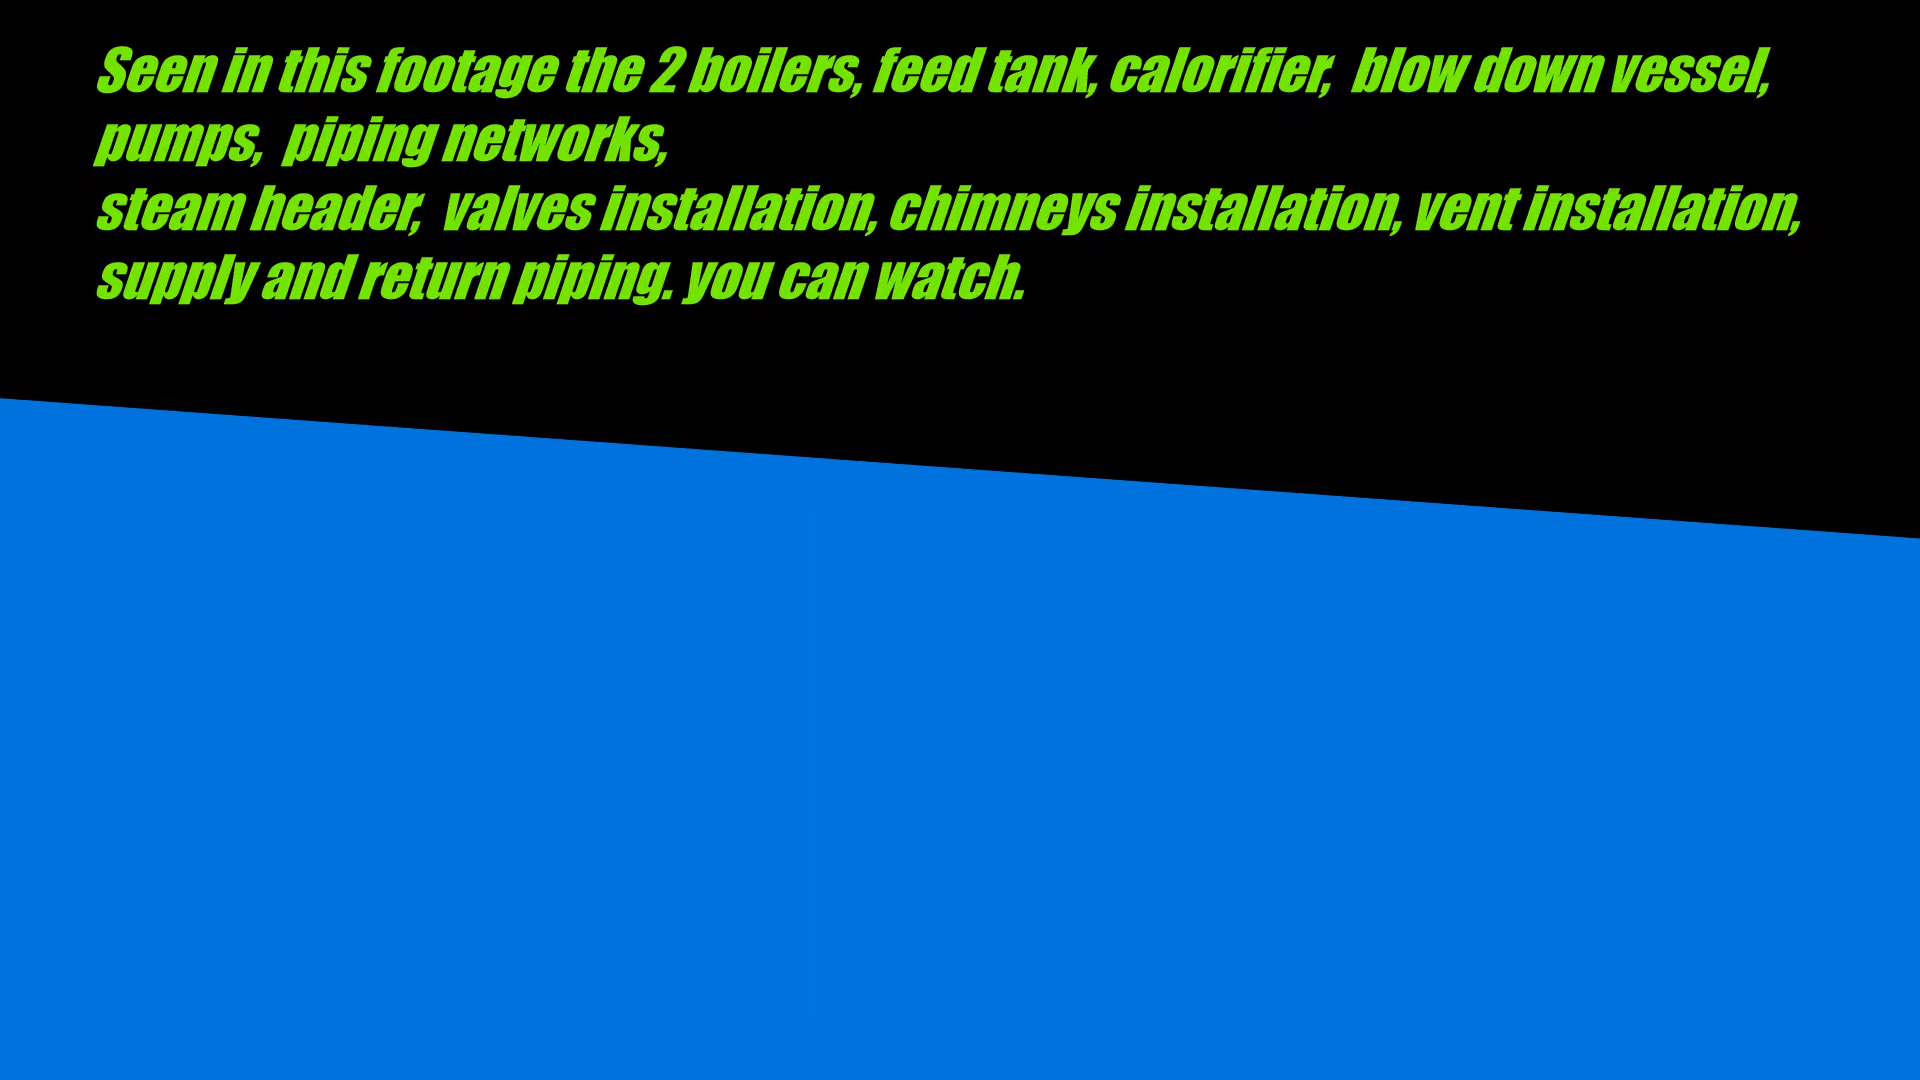 Seen in this footage the 2 boilers, feed tank, calorifier,  blow down vessel,
pumps,  piping networks,
steam header,  valves installation, chimneys installation, vent installation,
supply and return piping. you can watch.